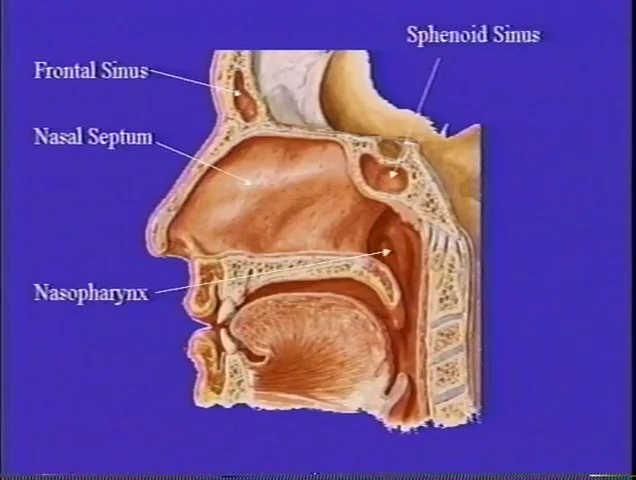 Sphenoid Sinus
Frontal Sinus
Nasal Septum
Nasopharynx